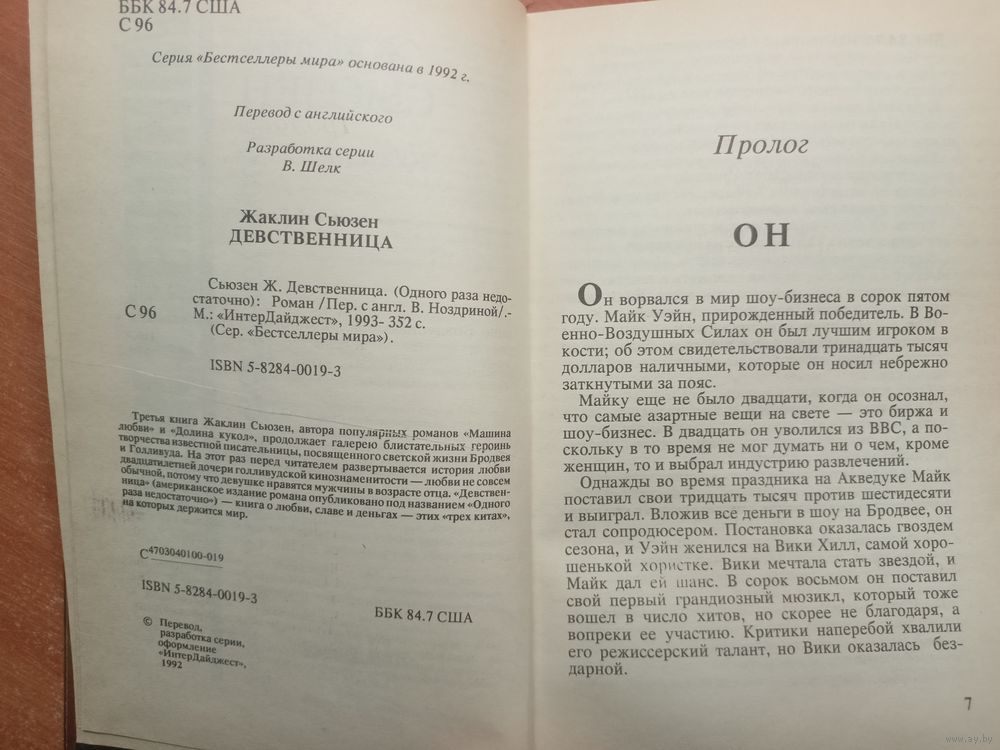 ББК 84.7 США
С 96
Серия «Бестселлеры мира» основана в 1992 г.
Перевод с английского
Разработка серии
В. Шелк
Жаклин Сьюзен
ДЕВСТВЕННИЦА
Сьюзен Ж. Девственница. (Одного раза недо-
статочно): Роман /Пер. с англ. В. Ноздриной/.-
С 96 М.: «ИнтерДайджест», 1993- 352 с.
(Сер. «Бестселлеры мира»).
ISBN 5-8284-0019-3
Третья книга Жаклин Сьюзен, автора популярных романов «Машина
любви» и «Долина кукол», продолжает галерею блистательных героинь
творчества известной писательницы, посвященного светской жизни Бродвея
и Голливуда. На этот раз перед читателем развертывается история любви
двадцатилетней дочери голливудской кинознаменитости — любви не совсем
обычной, потому что девушке нравятся мужчины в возрасте отца. «Девствен-
ница» (американское издание романа опубликовано под названием «Одного
раза недостаточно») — книга о любви, славе и деньгах — этих «трех китах»,
на которых держится мир.
С 4703040100-019
ISBN 5-8284-0019-3
ББК 84.7 США
© Перевод,
разработка серии,
оформление
«ИнтерДайджест»,
1992
Пролог
ОН
Он ворвался в мир шоу-бизнеса в сорок пятом
году. Майк Уэйн, прирожденный победитель. В Во-
енно-Воздушных Силах он был лучшим игроком в
кости; об этом свидетельствовали тринадцать тысяч
долларов наличными, которые он носил небрежно
заткнутыми за пояс.
Майку еще не было двадцати, когда он осознал,
что самые азартные вещи на свете — это биржа и
шоу-бизнес. В двадцать он уволился из ВВС, а по-
скольку в то время не мог думать ни о чем, кроме
женщин, то и выбрал индустрию развлечений.
Однажды во время праздника на Акведуке Майк
поставил свои тридцать тысяч против шестидесяти
и выиграл. Вложив все деньги в шоу на Бродвее, он
стал сопродюсером. Постановка оказалась гвоздем
сезона, и Уэйн женился на Вики Хилл, самой хоро-
шенькой хористке. Вики мечтала стать звездой, и
Майк дал ей шанс. В сорок восьмом он поставил
свой первый грандиозный мюзикл, который тоже
вошел в число хитов, но скорее не благодаря, а
вопреки ее участию. Критики наперебой хвалили
его режиссерский талант, но Вики оказалась без-
дарной.
7
www.ay.by